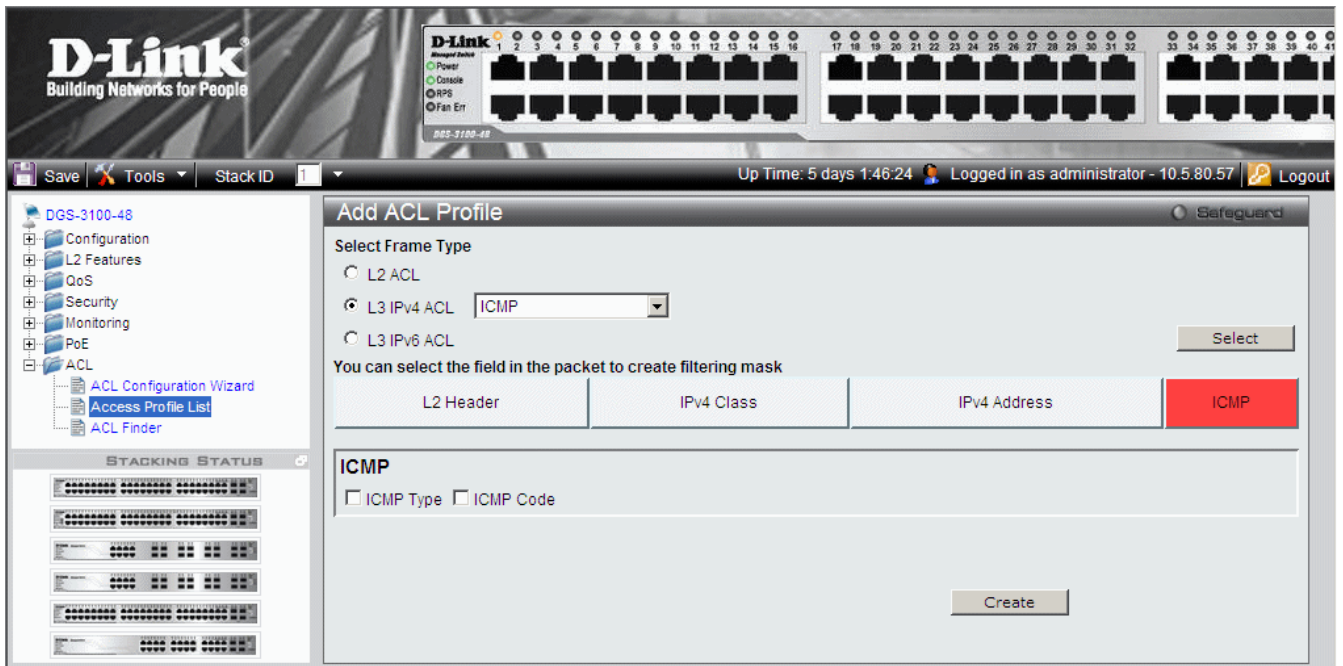 D-Link
Building Networks for People
D-Link
Managed Switch
Power
Console
RPS
Fan Err
DGS-3100-48
1 2 3 4 5 6 7 8 9 10 11 12 13 14 15 16
17 18 19 20 21 22 23 24 25 26 27 28 29 30 31 32
33 34 35 36 37 38 39 40 41
Save Tools Stack ID 1
Up Time: 5 days 1:46:24 Logged in as administrator - 10.5.80.57 Logout
DGS-3100-48
Configuration
L2 Features
QoS
Security
Monitoring
PoE
ACL
ACL Configuration Wizard
Access Profile List
ACL Finder
STACKING STATUS
Add ACL Profile
Safeguard
Select Frame Type
L2 ACL
L3 IPv4 ACL ICMP
L3 IPv6 ACL
Select
You can select the field in the packet to create filtering mask
L2 Header IPv4 Class IPv4 Address ICMP
ICMP
ICMP Type ICMP Code
Create